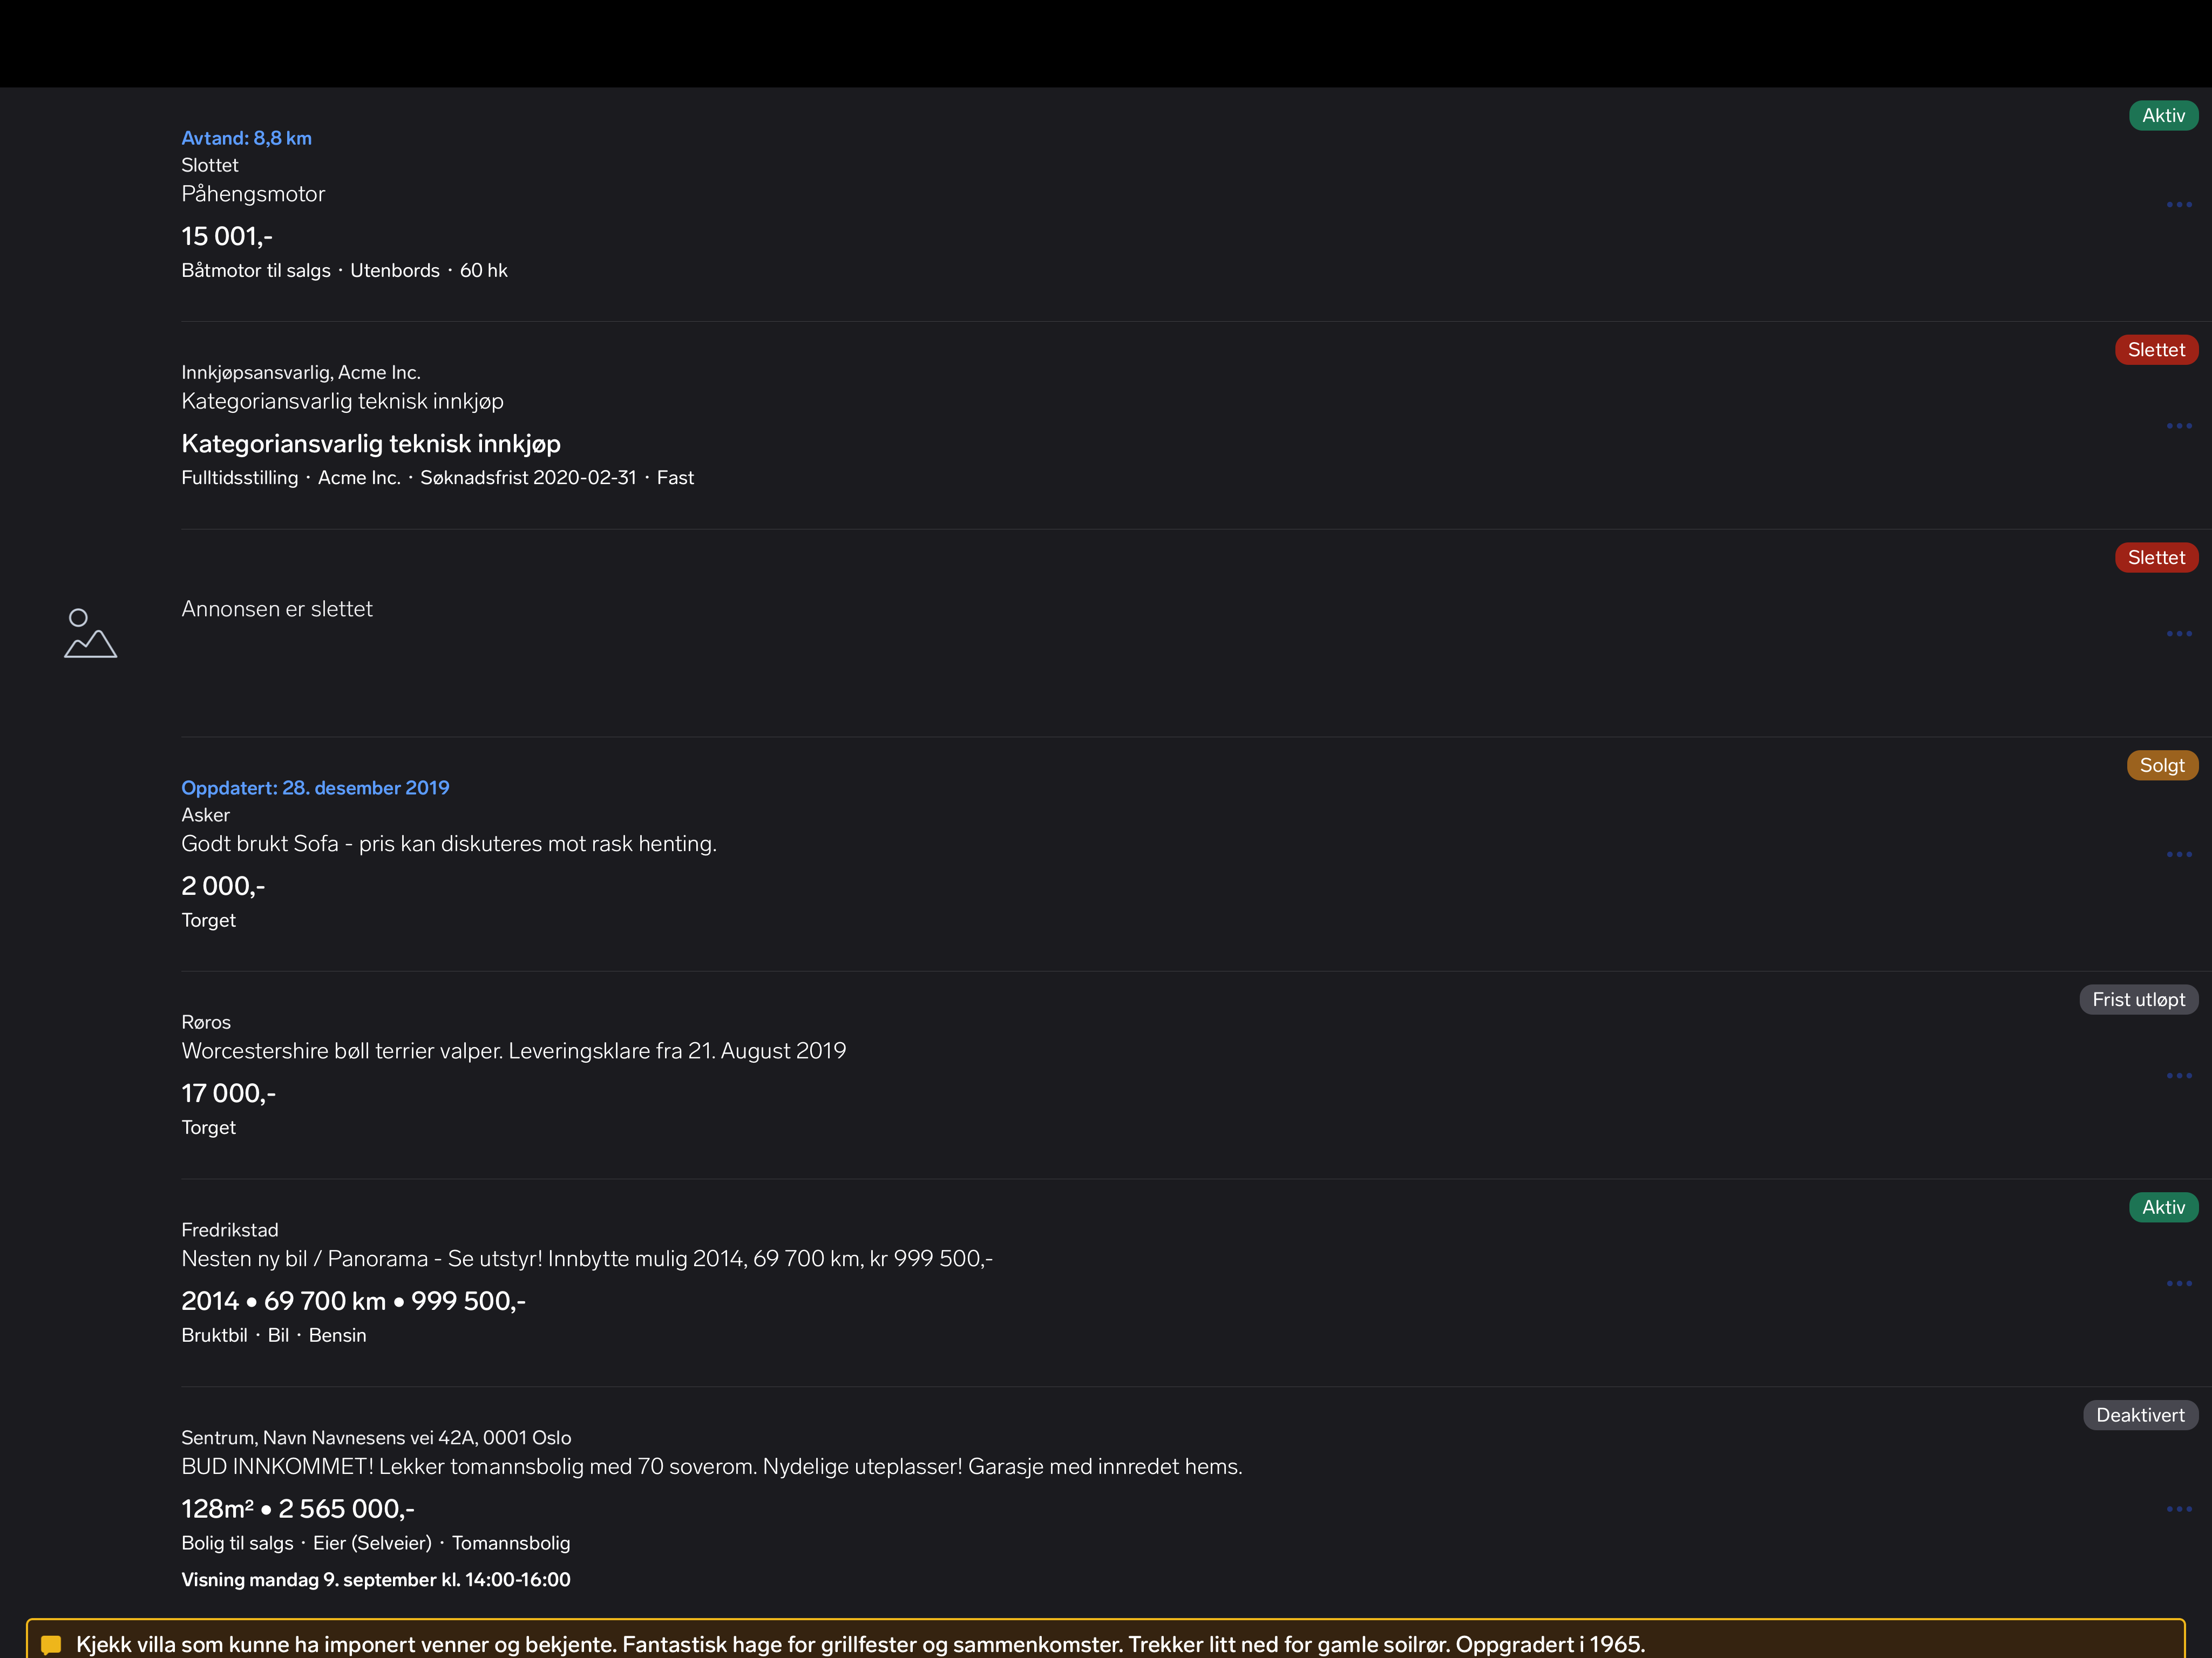 Aktiv
Avtand: 8,8 km
Slottet
Påhengsmotor
15 001,-
Båtmotor til salgs · Utenbords · 60 hk
Slettet
Innkjøpsansvarlig, Acme Inc.
Kategoriansvarlig teknisk innkjøp
Kategoriansvarlig teknisk innkjøp
Fulltidsstilling · Acme Inc. · Søknadsfrist 2020-02-31 · Fast
Slettet
Annonsen er slettet
Solgt
Oppdatert: 28. desember 2019
Asker
Godt brukt Sofa - pris kan diskuteres mot rask henting.
2 000,-
Torget
Frist utløpt
Røros
Worcestershire bøll terrier valper. Leveringsklare fra 21. August 2019
17 000,-
Torget
Aktiv
Fredrikstad
Nesten ny bil / Panorama - Se utstyr! Innbytte mulig 2014, 69 700 km, kr 999 500,-
2014 • 69 700 km • 999 500,-
Bruktbil · Bil · Bensin
Deaktivert
Sentrum, Navn Navnesens vei 42A, 0001 Oslo
BUD INNKOMMET! Lekker tomannsbolig med 70 soverom. Nydelige uteplasser! Garasje med innredet hems.
128m² • 2 565 000,-
Bolig til salgs · Eier (Selveier) · Tomannsbolig
Visning mandag 9. september kl. 14:00-16:00
Kjekk villa som kunne ha imponert venner og bekjente. Fantastisk hage for grillfester og sammenkomster. Trekker litt ned for gamle soilrør. Oppgradert i 1965.